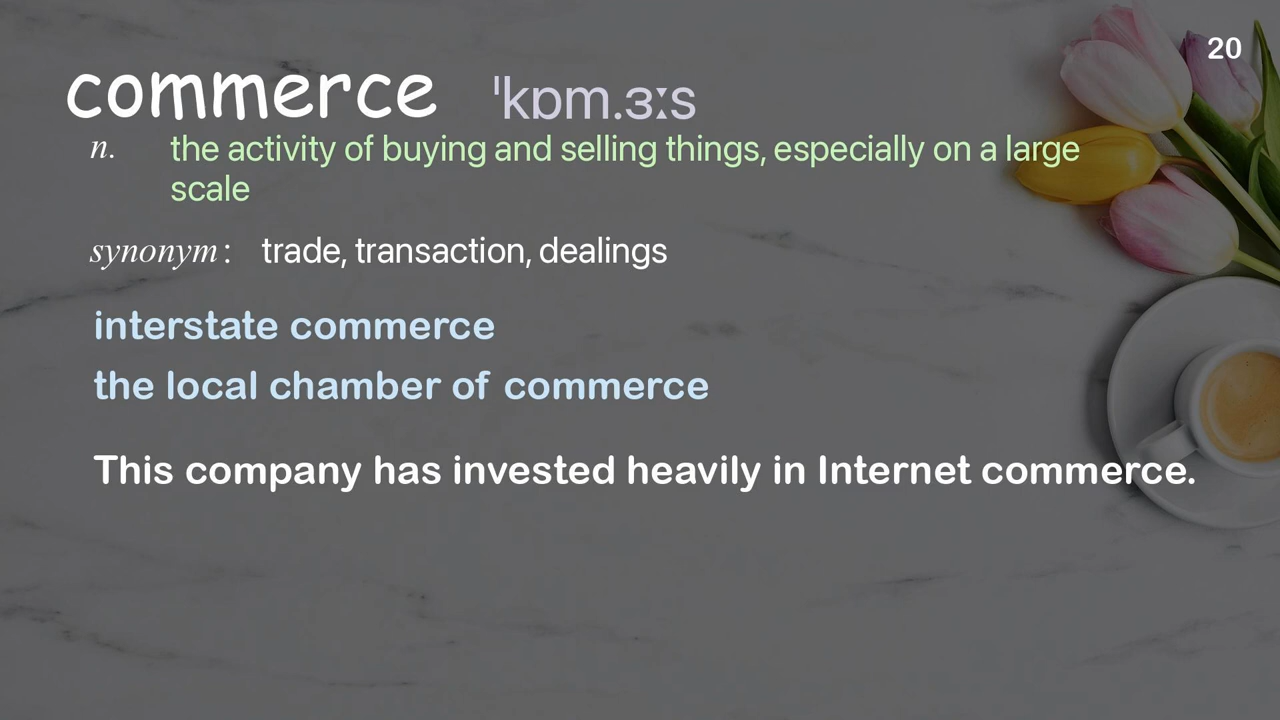 20
commerce ˈkɒm.ɜːs
n. the activity of buying and selling things, especially on a large
scale
synonym: trade, transaction, dealings
interstate commerce
the local chamber of commerce
This company has invested heavily in Internet commerce.